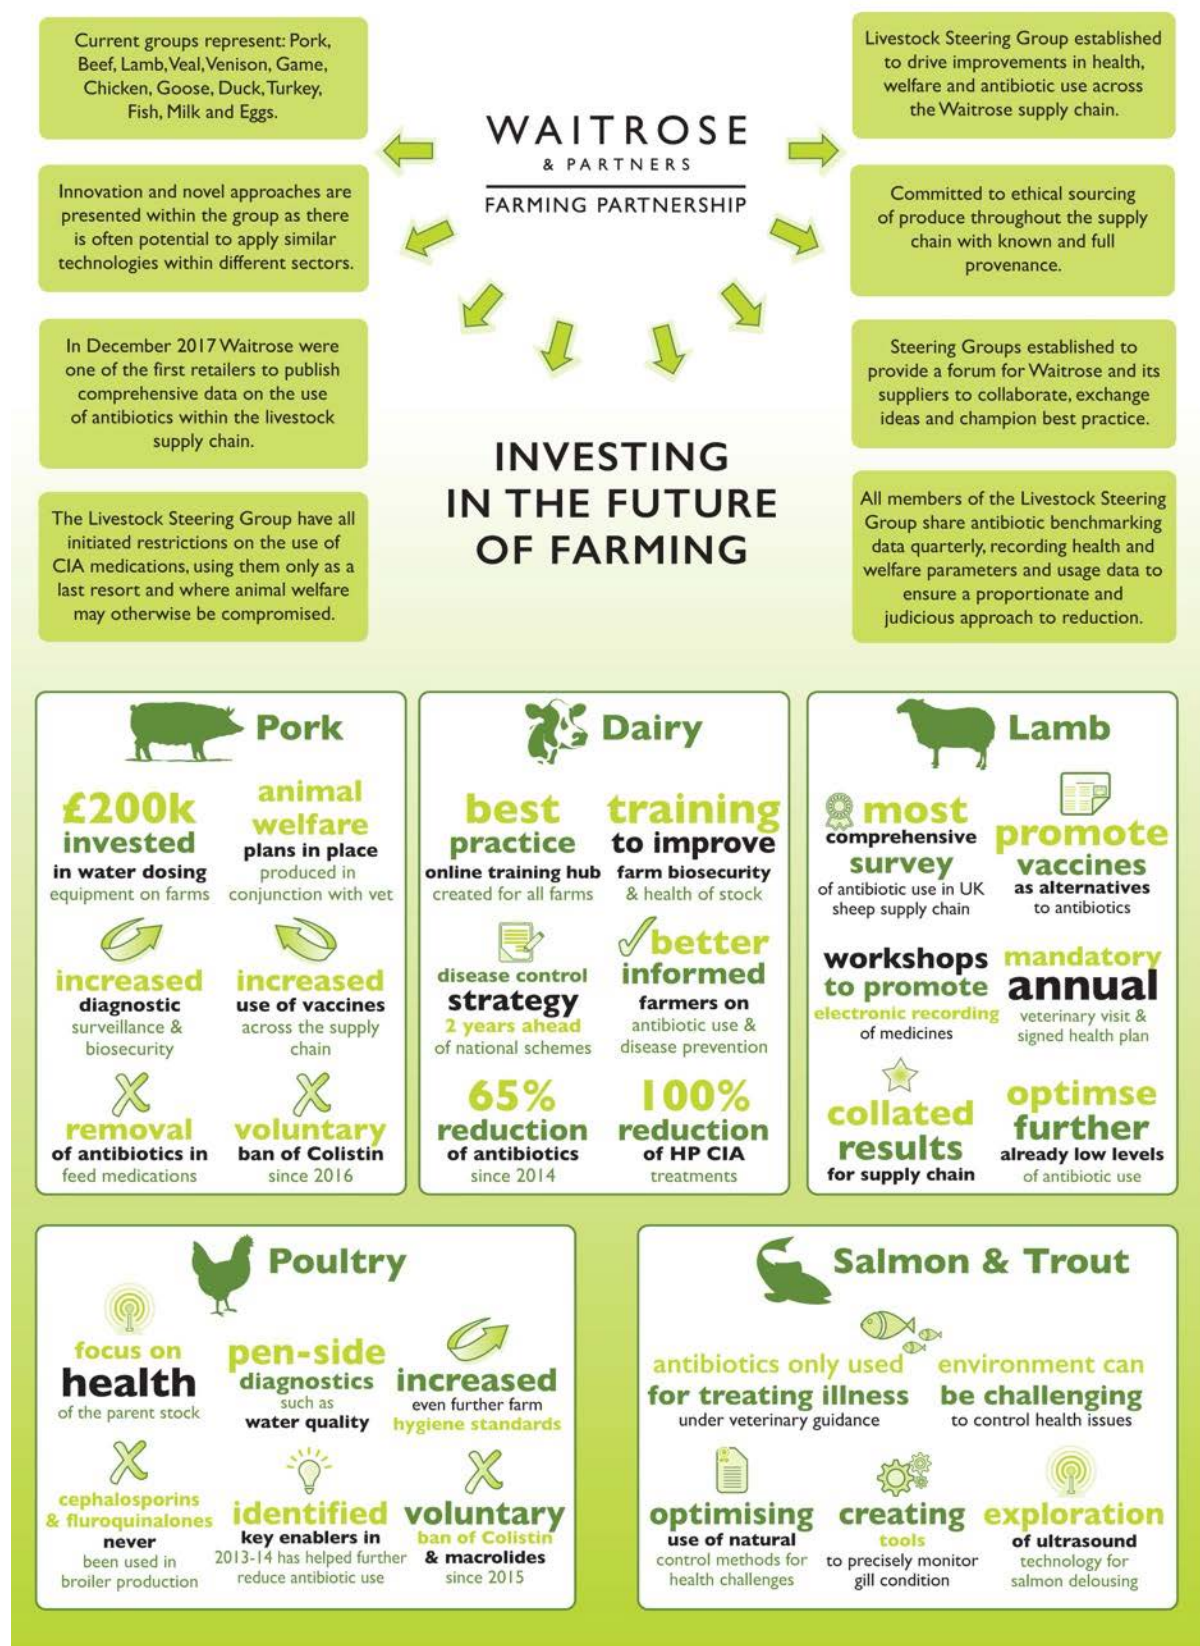 Current groups represent: Pork,
Beef, Lamb, Veal, Venison, Game,
Chicken, Goose, Duck, Turkey,
Fish, Milk and Eggs.
Innovation and novel approaches are
presented within the group as there
is often potential to apply similar
technologies within different sectors.
In December 2017 Waitrose were
one of the first retailers to publish
comprehensive data on the use
of antibiotics within the livestock
supply chain.
The Livestock Steering Group have all
initiated restrictions on the use of
CIA medications, using them only as a
last resort and where animal welfare
may otherwise be compromised.
WAITROSE
& PARTNERS
FARMING PARTNERSHIP
INVESTING
IN THE FUTURE
OF FARMING
Livestock Steering Group established
to drive improvements in health,
welfare and antibiotic use across
the Waitrose supply chain.
Committed to ethical sourcing
of produce throughout the supply
chain with known and full
provenance.
Steering Groups established to
provide a forum for Waitrose and its
suppliers to collaborate, exchange
ideas and champion best practice.
All members of the Livestock Steering
Group share antibiotic benchmarking
data quarterly, recording health and
welfare parameters and usage data to
ensure a proportionate and
judicious approach to reduction.
Pork
£200k
invested
in water dosing
equipment on farms
animal
welfare
plans in place
produced in
conjunction with vet
increased
diagnostic
surveillance &
biosecurity
increased
use of vaccines
across the supply
chain
removal
of antibiotics in
feed medications
voluntary
ban of Colistin
since 2016
Dairy
best
practice
online training hub
created for all farms
training
to improve
farm biosecurity
& health of stock
disease control
strategy
2 years ahead
of national schemes
better
informed
farmers on
antibiotic use &
disease prevention
65%
reduction
of antibiotics
since 2014
100%
reduction
of HP CIA
treatments
Lamb
most
comprehensive
survey
of antibiotic use in UK
sheep supply chain
promote
vaccines
as alternatives
to antibiotics
workshops
to promote
electronic recording
of medicines
mandatory
annual
veterinary visit &
signed health plan
collated
results
for supply chain
optimse
further
already low levels
of antibiotic use
Poultry
focus on
health
of the parent stock
pen-side
diagnostics
such as
water quality
increased
even further farm
hygiene standards
cephalosporins
& fluroquinalones
never
been used in
broiler production
identified
key enablers in
2013-14 has helped further
reduce antibiotic use
voluntary
ban of Colistin
& macrolides
since 2015
Salmon & Trout
antibiotics only used
for treating illness
under veterinary guidance
environment can
be challenging
to control health issues
optimising
use of natural
control methods for
health challenges
creating
tools
to precisely monitor
gill condition
exploration
of ultrasound
technology for
salmon delousing